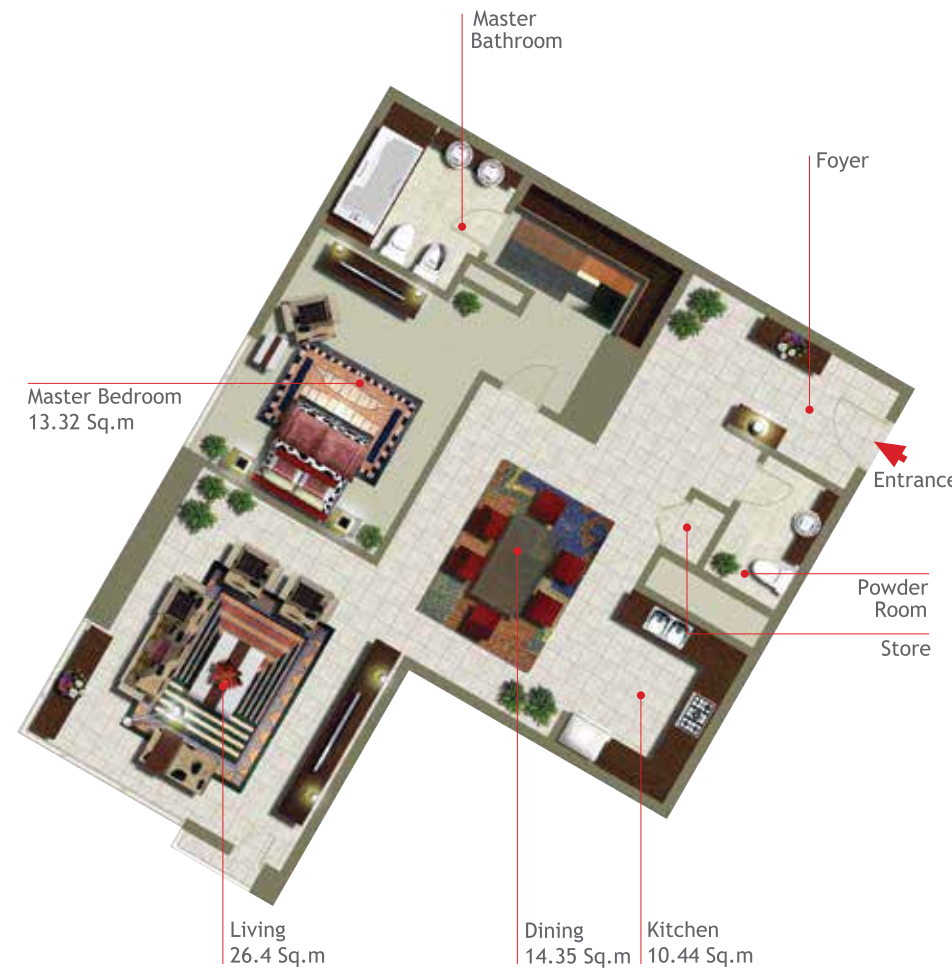 Master
Bathroom
Foyer
Master Bedroom
13.32 Sq.m
Entrance
Powder
Room
Store
Living
26.4 Sq.m
Dining
14.35 Sq.m
Kitchen
10.44 Sq.m